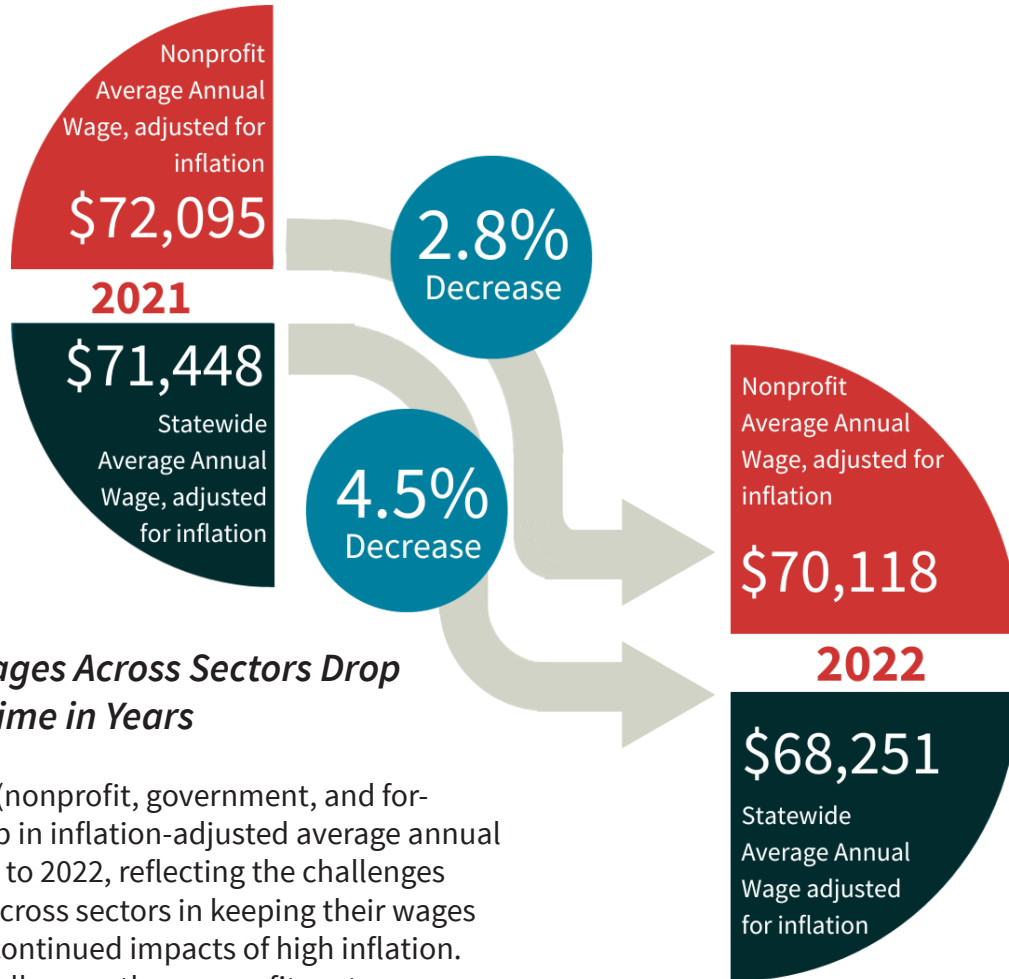 Nonprofit
Average Annual
Wage, adjusted for
inflation
$72,095
2021
$71,448
Statewide
Average Annual
Wage, adjusted
for inflation
2.8%
Decrease
4.5%
Decrease
Nonprofit
Average Annual
Wage, adjusted for
inflation
$70,118
2022
$68,251
Statewide
Average Annual
Wage adjusted
for inflation
ages Across Sectors Drop
ime in Years
(nonprofit, government, and for-
in inflation-adjusted average annual
to 2022, reflecting the challenges
cross sectors in keeping their wages
continued impacts of high inflation.